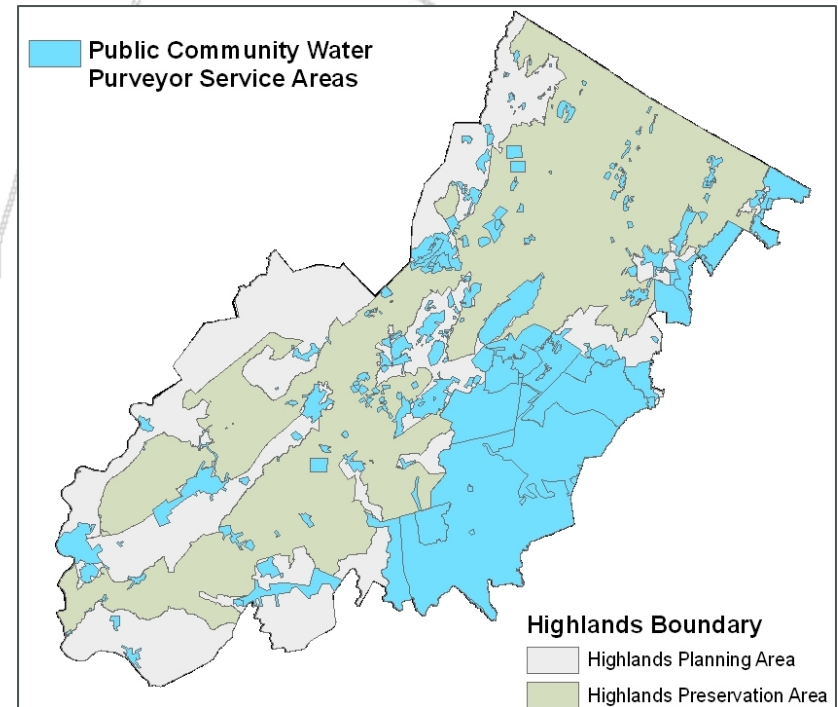 Public Community Water
Purveyor Service Areas
Highlands Boundary
Highlands Planning Area
Highlands Preservation Area